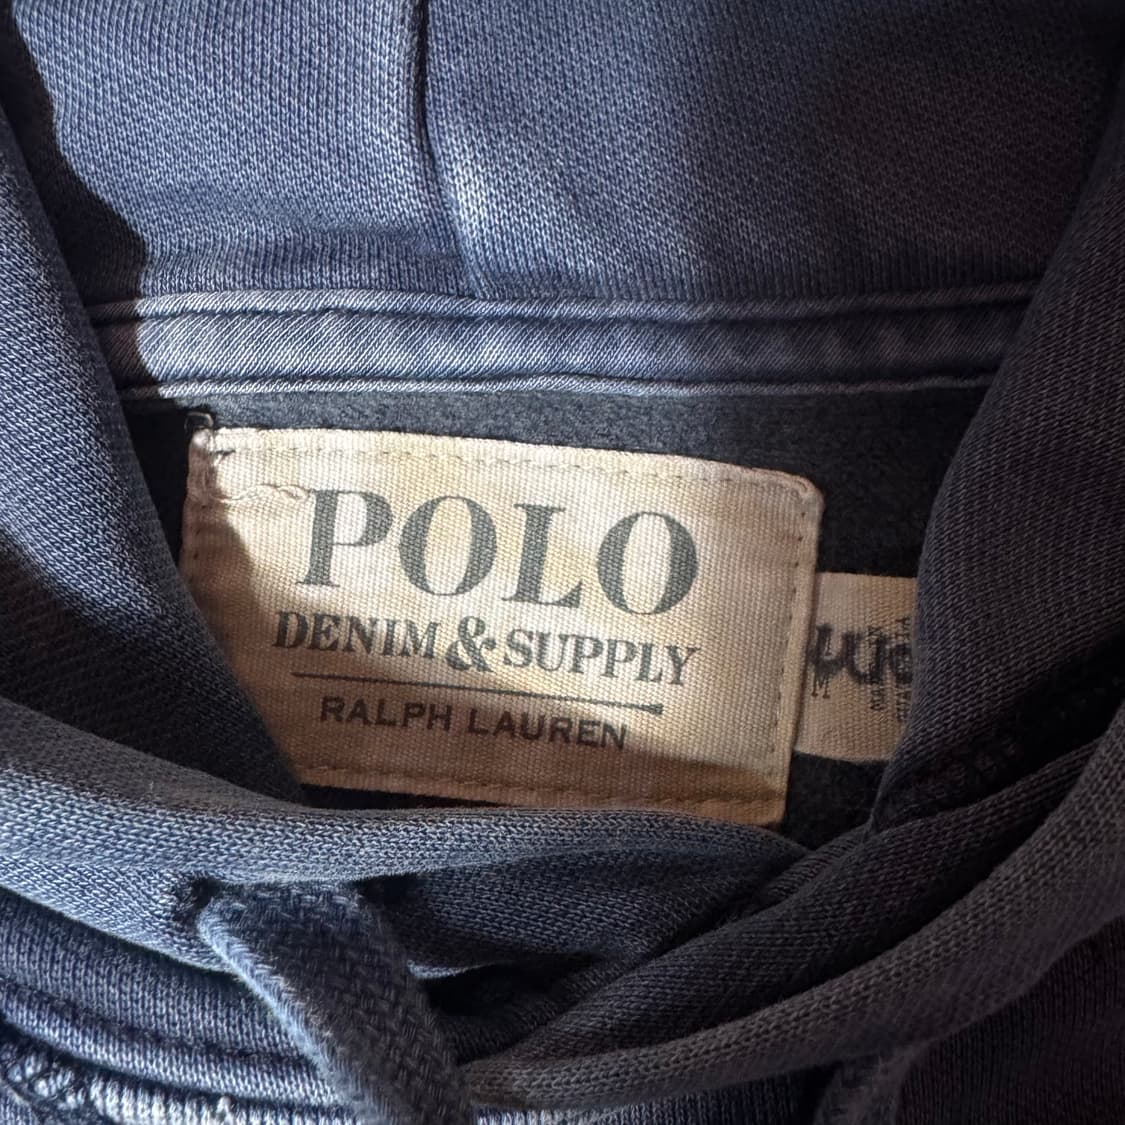 POLO
DENIM & SUPPLY
RALPH LAUREN